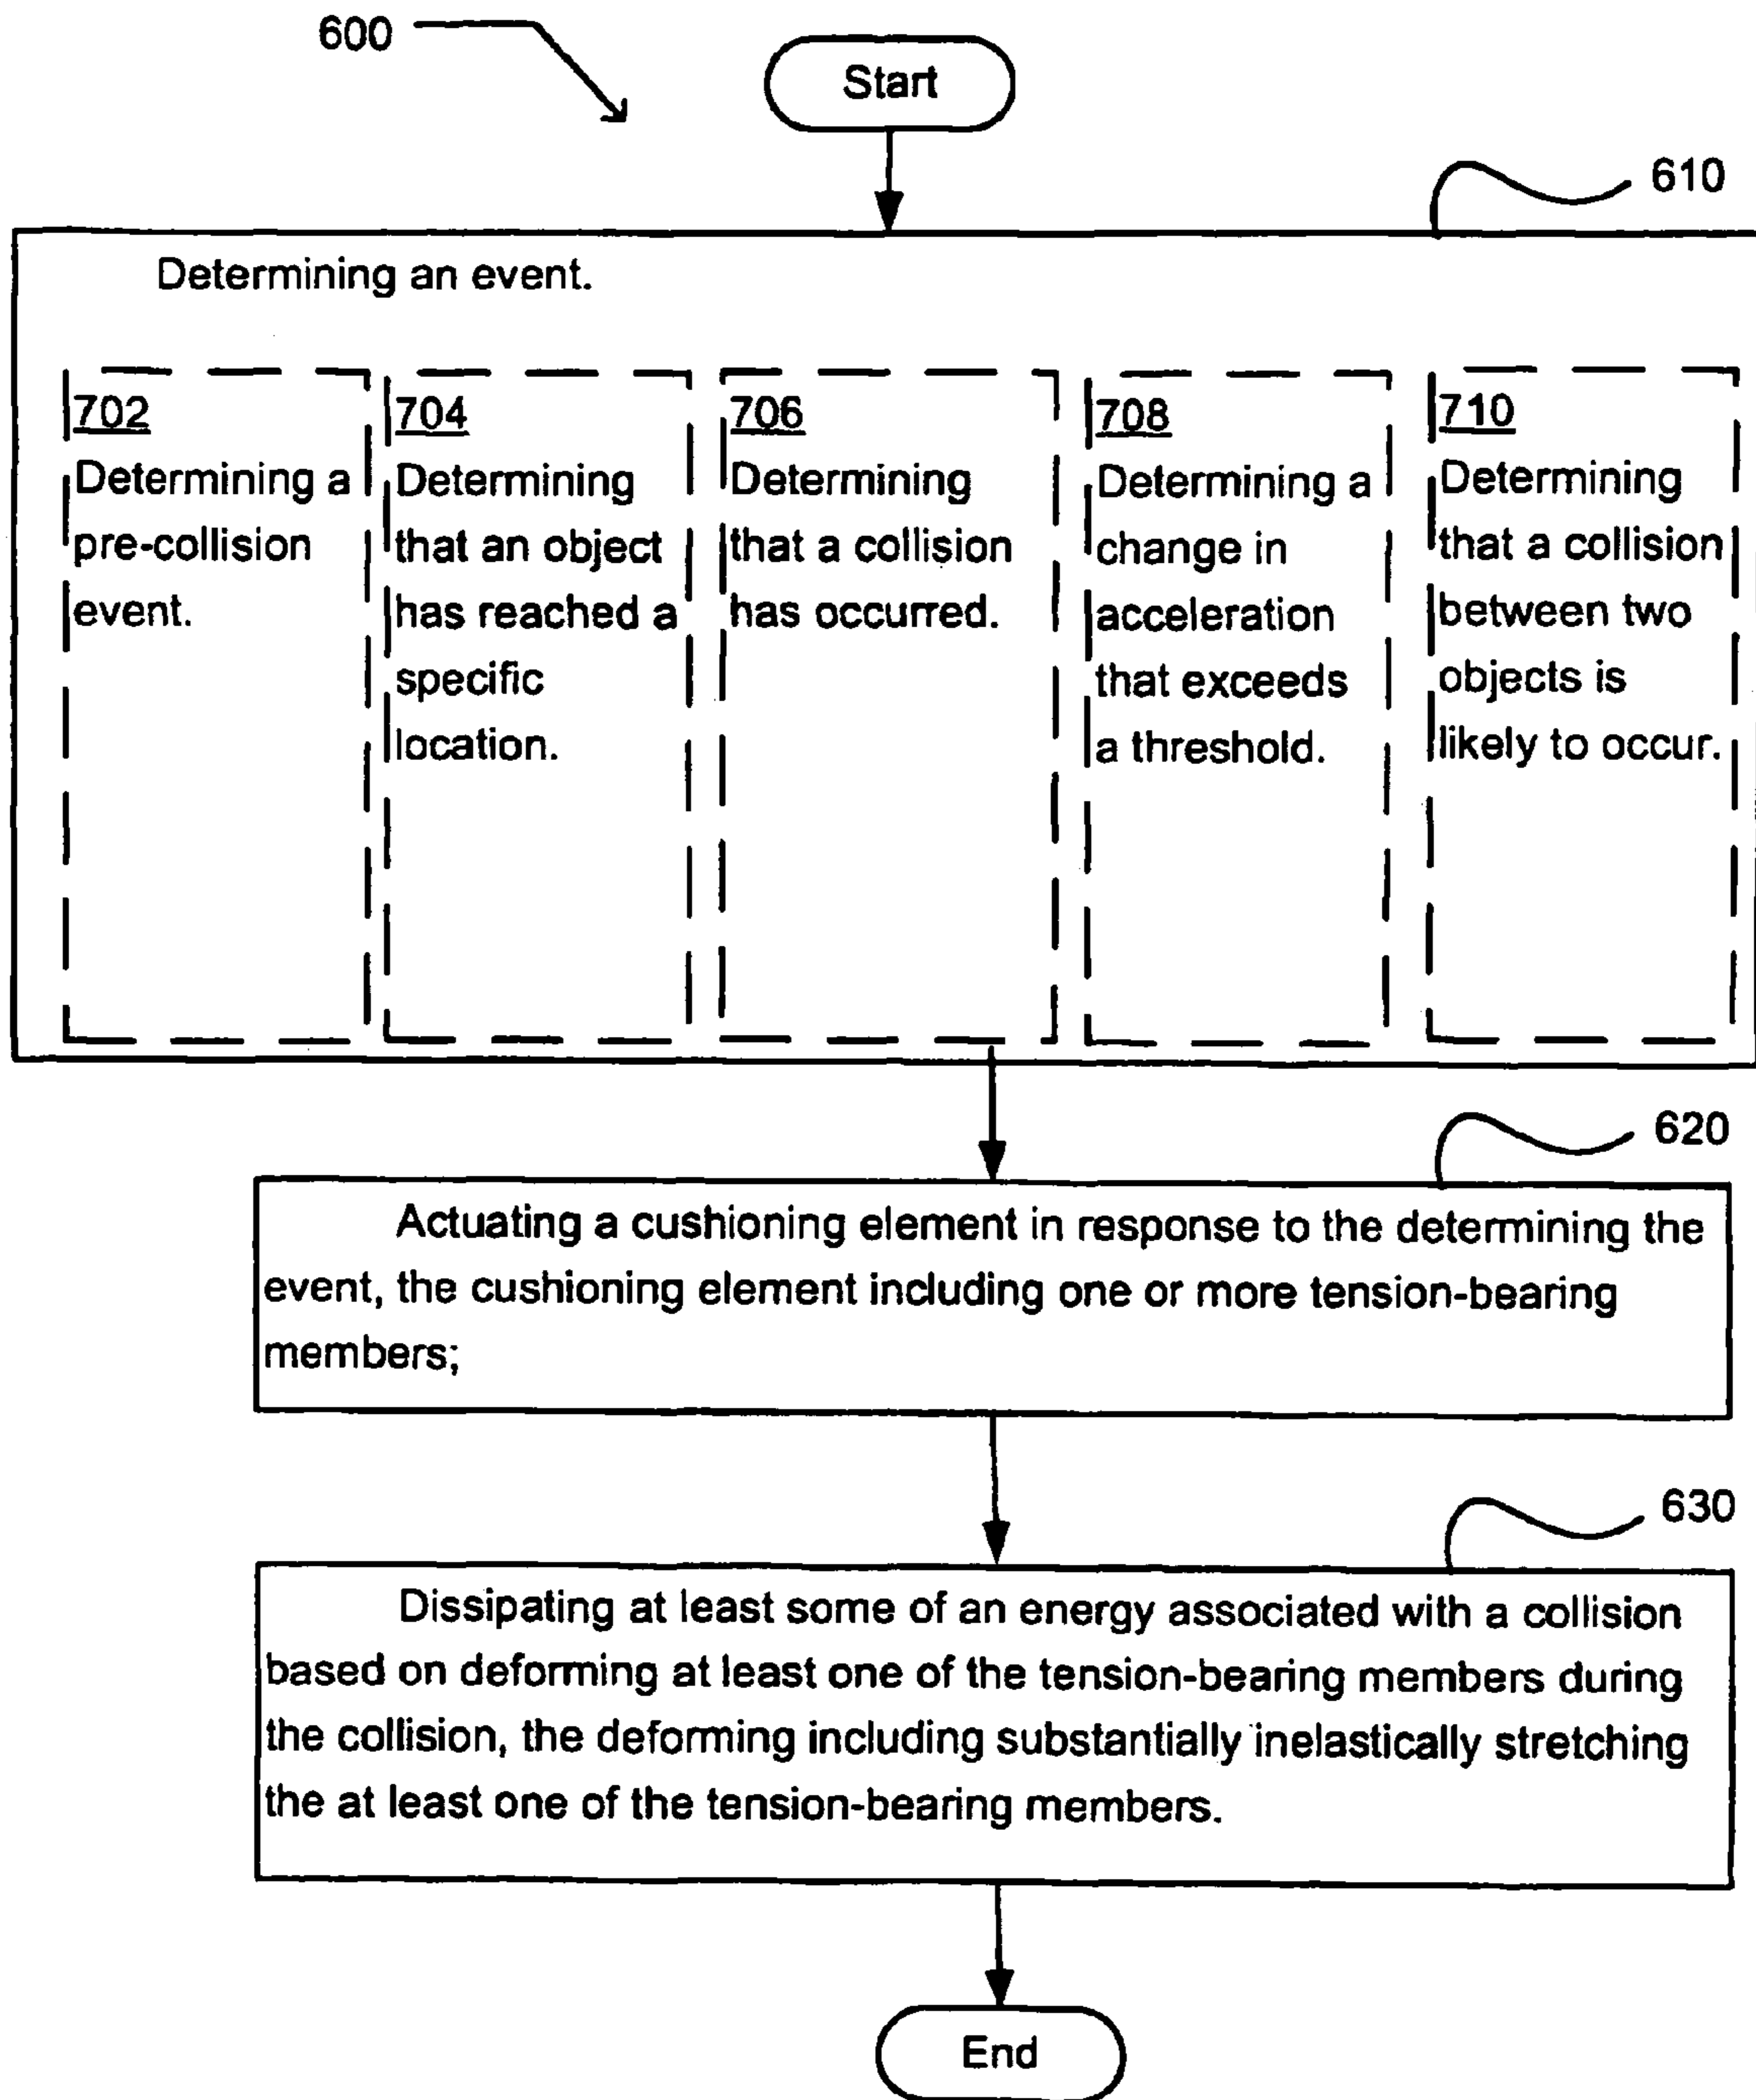 600
Start
610
Determining an event.
702
Determining a
pre-collision
event.
704
Determining
that an object
has reached a
specific
location.
706
Determining
that a collision
has occurred.
708
Determining a
change in
acceleration
that exceeds
a threshold.
710
Determining
that a collision
between two
objects is
likely to occur.
620
Actuating a cushioning element in response to the determining the
event, the cushioning element including one or more tension-bearing
members;
630
Dissipating at least some of an energy associated with a collision
based on deforming at least one of the tension-bearing members during
the collision, the deforming including substantially inelastically stretching
the at least one of the tension-bearing members.
End